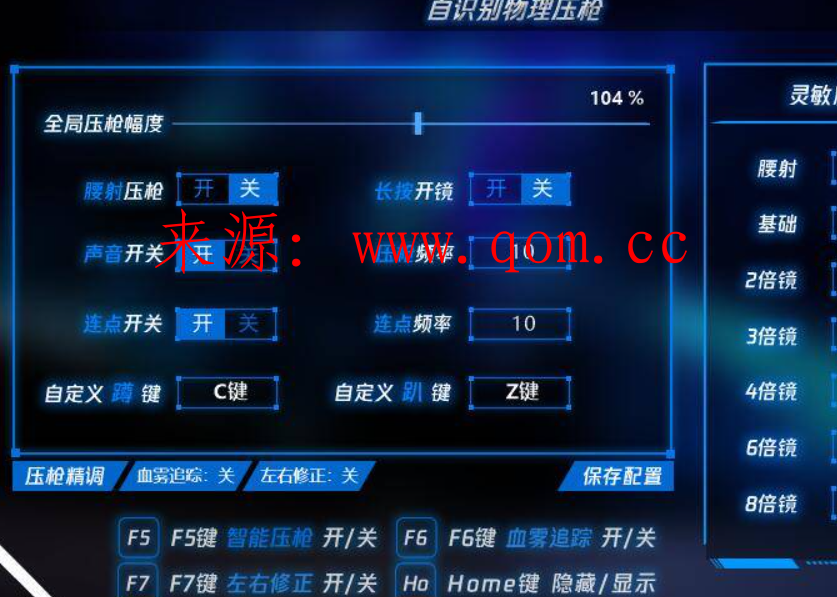 自识别物理压枪
104 %
全局压枪幅度
腰射压枪 开 关 长按开镜 开 关
声音开关 开 关 压枪频率 10
来源: www.qom.cc
连点开关 开 关 连点频率 10
自定义 蹲 键 C键 自定义 趴 键 Z键
压枪精调 血雾追踪: 关 左右修正: 关 保存配置
F5 F5键 智能压枪 开/关 F6 F6键 血雾追踪 开/关
F7 F7键 左右修正 开/关 Ho Home键 隐藏/显示
灵敏
腰射
基础
2倍镜
3倍镜
4倍镜
6倍镜
8倍镜